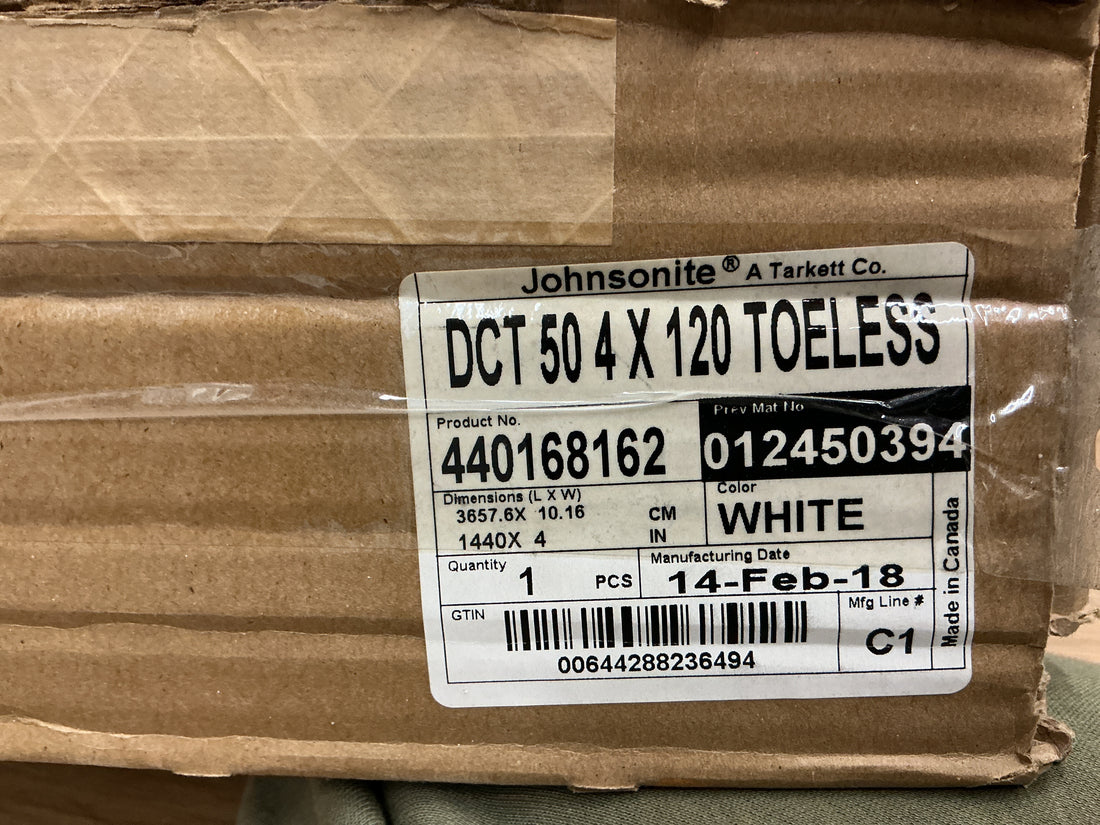 Johnsonite® A Tarkett Co.
DCT 50 4 X 120 TOELESS
Product No.
440168162
Prev Mat No
012450394
Dimensions (L X W)
3657.6X 10.16 CM
1440X 4 IN
Color
WHITE
Quantity
1 PCS
Manufacturing Date
14-Feb-18
GTIN
00644288236494
Mfg Line #
C1
Made in Canada